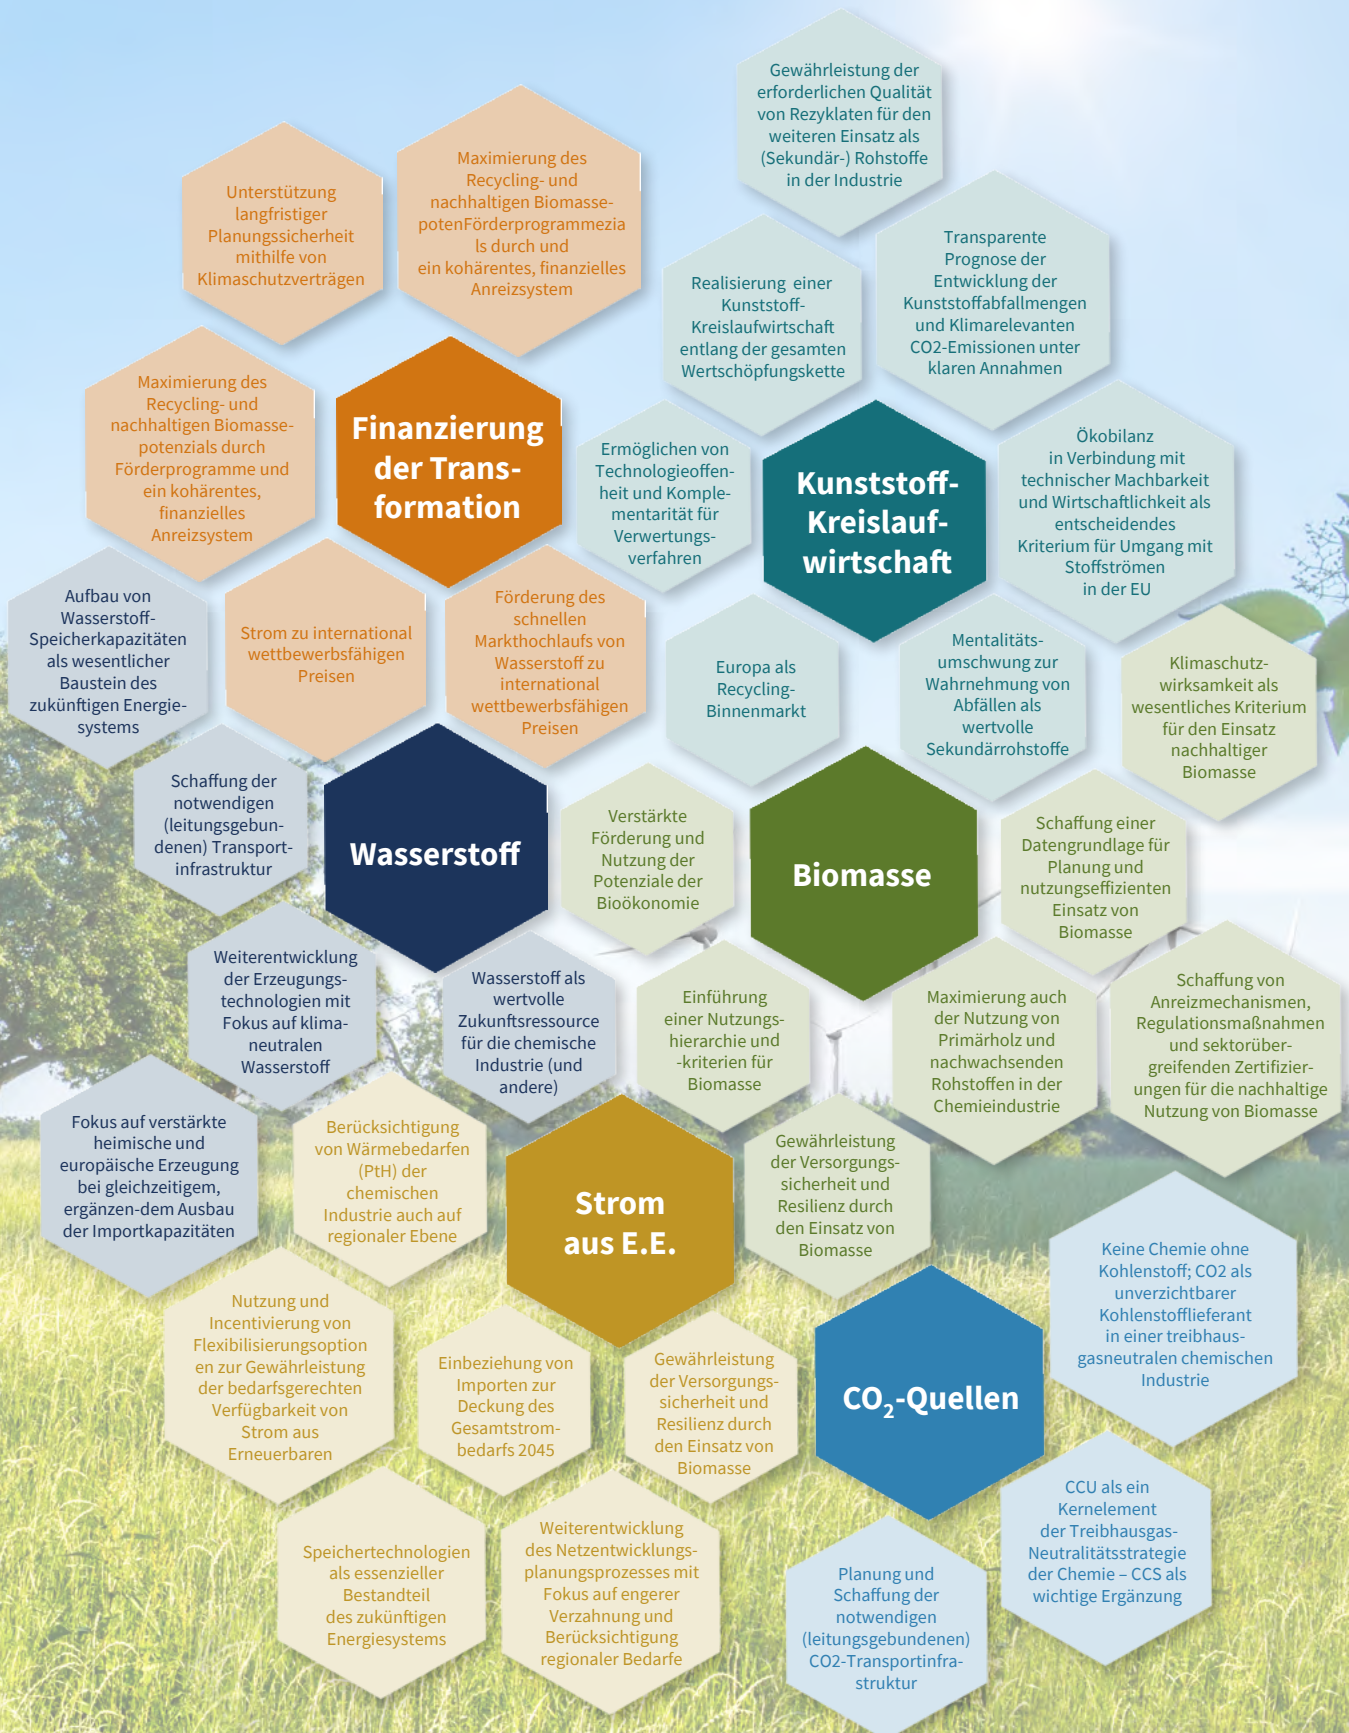 Gewährleistung der
erforderlichen Qualität
von Rezyklaten für den
weiteren Einsatz als
(Sekundär-) Rohstoffe
in der Industrie
Maximierung des
Recycling- und
nachhaltigen Biomasse-
potenFörderprogrammezia
ls durch und
ein kohärentes, finanzielles
Anreizsystem
Unterstützung
langfristiger
Planungssicherheit
mithilfe von
Klimaschutzverträgen
Transparente
Prognose der
Entwicklung der
Kunststoffabfallmengen
und Klimarelevanten
CO2-Emissionen unter
klaren Annahmen
Realisierung einer
Kunststoff-
Kreislaufwirtschaft
entlang der gesamten
Wertschöpfungskette
Maximierung des
Recycling- und
nachhaltigen Biomasse-
potenzials durch
Förderprogramme und
ein kohärentes,
finanzielles
Anreizsystem
Finanzierung
der Trans-
formation
Ermöglichen von
Technologieoffen-
heit und Komple-
mentarität für
Verwertungs-
verfahren
Kunststoff-
Kreislauf-
wirtschaft
Ökobilanz
in Verbindung mit
technischer Machbarkeit
und Wirtschaftlichkeit als
entscheidendes
Kriterium für Umgang mit
Stoffströmen
in der EU
Aufbau von
Wasserstoff-
Speicherkapazitäten
als wesentlicher
Baustein des
zukünftigen Energie-
systems
Strom zu international
wettbewerbsfähigen
Preisen
Förderung des
schnellen
Markthochlaufs von
Wasserstoff zu
international
wettbewerbsfähigen
Preisen
Europa als
Recycling-
Binnenmarkt
Mentalitäts-
umschwung zur
Wahrnehmung von
Abfällen als
wertvolle
Sekundärrohstoffe
Klimaschutz-
wirksamkeit als
wesentliches Kriterium
für den Einsatz
nachhaltiger
Biomasse
Schaffung der
notwendigen
(leitungsgebun-
denen) Transport-
infrastruktur
Wasserstoff
Verstärkte
Förderung und
Nutzung der
Potenziale der
Bioökonomie
Biomasse
Schaffung einer
Datengrundlage für
Planung und
nutzungseffizienten
Einsatz von
Biomasse
Weiterentwicklung
der Erzeugungs-
technologien mit
Fokus auf klima-
neutralen
Wasserstoff
Wasserstoff als
wertvolle
Zukunftsressource
für die chemische
Industrie (und
andere)
Einführung
einer Nutzungs-
hierarchie und
-kriterien für
Biomasse
Maximierung auch
der Nutzung von
Primärholz und
nachwachsenden
Rohstoffen in der
Chemieindustrie
Schaffung von
Anreizmechanismen,
Regulationsmaßnahmen
und sektorüber-
greifenden Zertifizier-
ungen für die nachhaltige
Nutzung von Biomasse
Fokus auf verstärkte
heimische und
europäische Erzeugung
bei gleichzeitigem,
ergänzen-dem Ausbau
der Importkapazitäten
Berücksichtigung
von Wärmebedarfen
(PtH) der
chemischen
Industrie auch auf
regionaler Ebene
Strom
aus E.E.
Gewährleistung
der Versorgungs-
sicherheit und
Resilienz durch
den Einsatz von
Biomasse
Keine Chemie ohne
Kohlenstoff; CO2 als
unverzichtbarer
Kohlenstofflieferant
in einer treibhaus-
gasneutralen chemischen
Industrie
Nutzung und
Incentivierung von
Flexibilisierungsoption
en zur Gewährleistung
der bedarfsgerechten
Verfügbarkeit von
Strom aus
Erneuerbaren
Einbeziehung von
Importen zur
Deckung des
Gesamtstrom-
bedarfs 2045
Gewährleistung
der Versorgungs-
sicherheit und
Resilienz durch
den Einsatz von
Biomasse
CO2-Quellen
CCU als ein
Kernelement
der Treibhausgas-
Neutralitätsstrategie
der Chemie – CCS als
wichtige Ergänzung
Speichertechnologien
als essenzieller
Bestandteil
des zukünftigen
Energiesystems
Weiterentwicklung
des Netzentwicklungs-
planungsprozesses mit
Fokus auf engerer
Verzahnung und
Berücksichtigung
regionaler Bedarfe
Planung und
Schaffung der
notwendigen
(leitungsgebundenen)
CO2-Transportinfra-
struktur